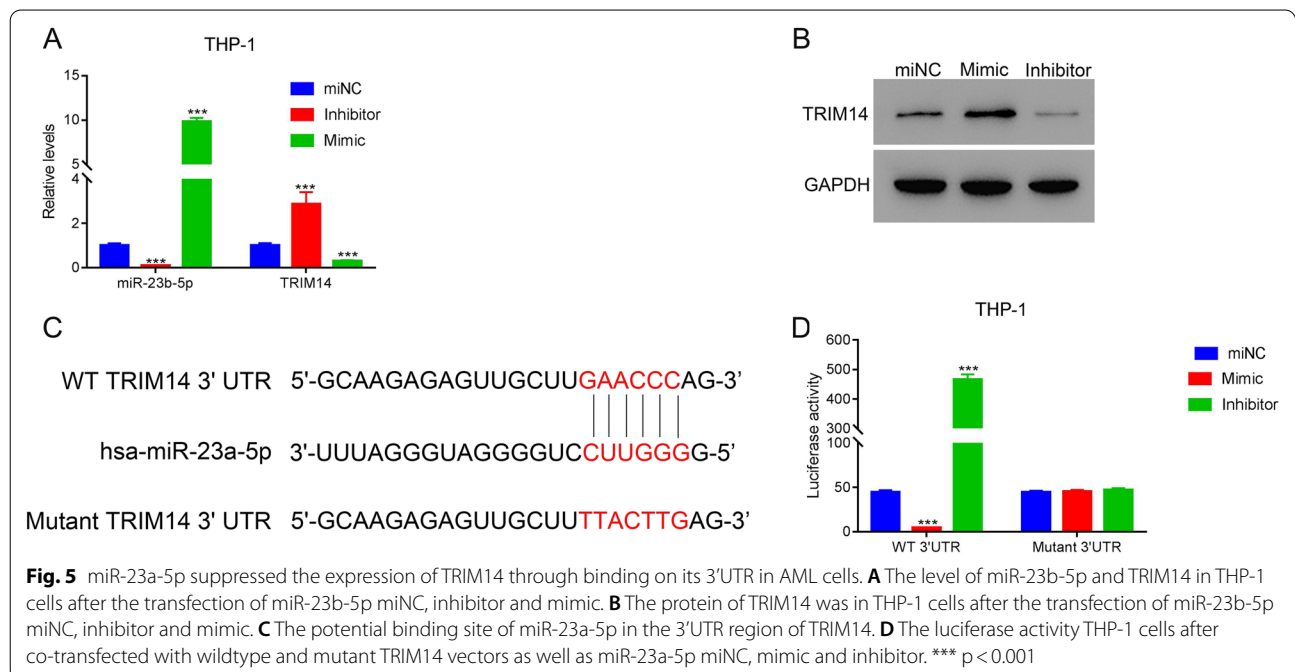 A
THP-1
15
10
5
4
2
0
Relative levels
***
***
***
***
miR-23b-5p TRIM14
miNC
Inhibitor
Mimic
B
miNC Mimic Inhibitor
TRIM14
GAPDH
C
WT TRIM14 3' UTR 5'-GCAAGAGAGUUGCUUGAACCCAG-3’
hsa-miR-23a-5p 3'-UUUAGGGUAGGGGUCCUUGGGG-5’
Mutant TRIM14 3' UTR 5'-GCAAGAGAGUUGCUUTTACTTGAG-3’
D
THP-1
600
500
400
300
200
100
50
0
Luciferase activity
***
***
WT 3'UTR Mutant 3'UTR
miNC
Mimic
Inhibitor
Fig. 5 miR-23a-5p suppressed the expression of TRIM14 through binding on its 3’UTR in AML cells. A The level of miR-23b-5p and TRIM14 in THP-1
cells after the transfection of miR-23b-5p miNC, inhibitor and mimic. B The protein of TRIM14 was in THP-1 cells after the transfection of miR-23b-5p
miNC, inhibitor and mimic. C The potential binding site of miR-23a-5p in the 3’UTR region of TRIM14. D The luciferase activity THP-1 cells after
co-transfected with wildtype and mutant TRIM14 vectors as well as miR-23a-5p miNC, mimic and inhibitor. *** p < 0.001